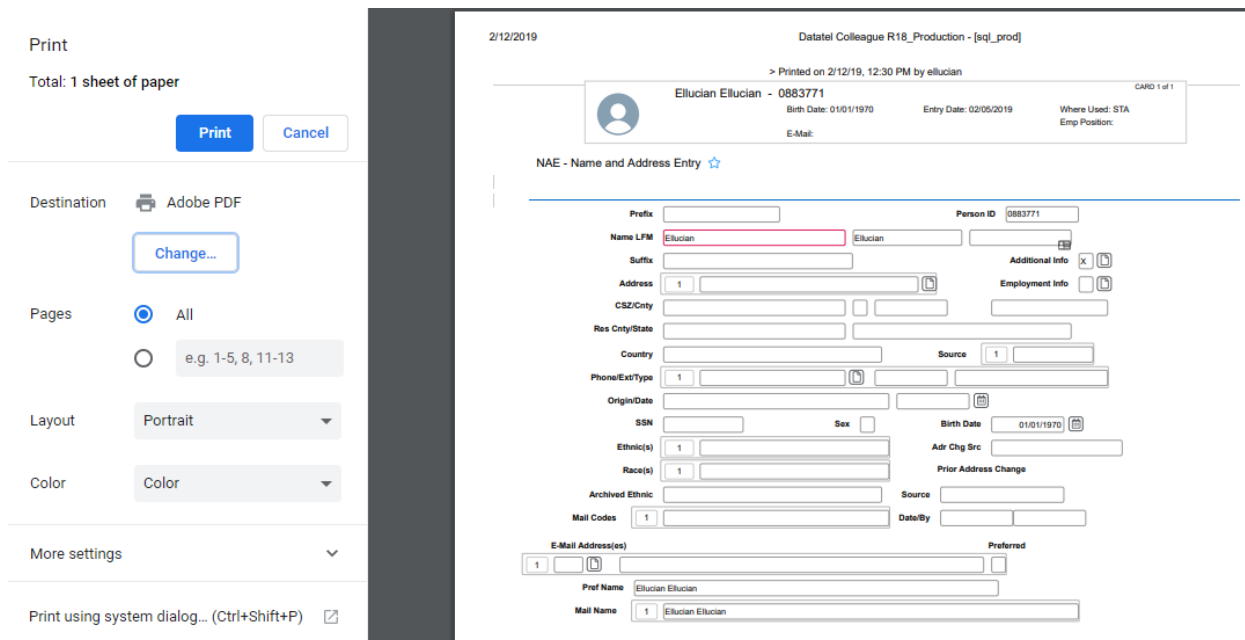 Print
Total: 1 sheet of paper
Print Cancel
Destination Adobe PDF
Change...
Pages All
e.g. 1-5, 8, 11-13
Layout Portrait
Color Color
More settings
Print using system dialog... (Ctrl+Shift+P)
2/12/2019 Datatel Colleague R18_Production - [sql_prod]
> Printed on 2/12/19, 12:30 PM by ellucian
CARD 1 of 1
Ellucian Ellucian - 0883771
Birth Date: 01/01/1970 Entry Date: 02/05/2019 Where Used: STA
Emp Position:
E-Mail:
NAE - Name and Address Entry
Prefix Person ID 0883771
Name LFM Ellucian Ellucian
Suffix Additional Info X
Address 1 Employment Info
CSZ/Cnty
Res Cnty/State
Country Source 1
Phone/Ext/Type 1
Origin/Date
SSN Sex Birth Date 01/01/1970
Ethnic(s) 1 Adr Chg Src
Race(s) 1 Prior Address Change
Archived Ethnic Source
Mail Codes 1 Date/By
E-Mail Address(es) Preferred
1
Pref Name Ellucian Ellucian
Mail Name 1 Ellucian Ellucian